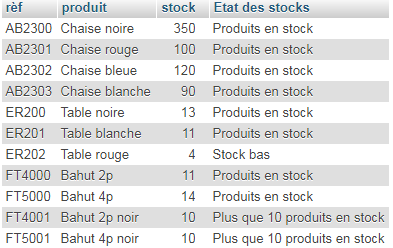 rèf produit stock Etat des stocks
AB2300 Chaise noire 350 Produits en stock
AB2301 Chaise rouge 100 Produits en stock
AB2302 Chaise bleue 120 Produits en stock
AB2303 Chaise blanche 90 Produits en stock
ER200 Table noire 13 Produits en stock
ER201 Table blanche 11 Produits en stock
ER202 Table rouge 4 Stock bas
FT4000 Bahut 2p 11 Produits en stock
FT5000 Bahut 4p 14 Produits en stock
FT4001 Bahut 2p noir 10 Plus que 10 produits en stock
FT5001 Bahut 4p noir 10 Plus que 10 produits en stock